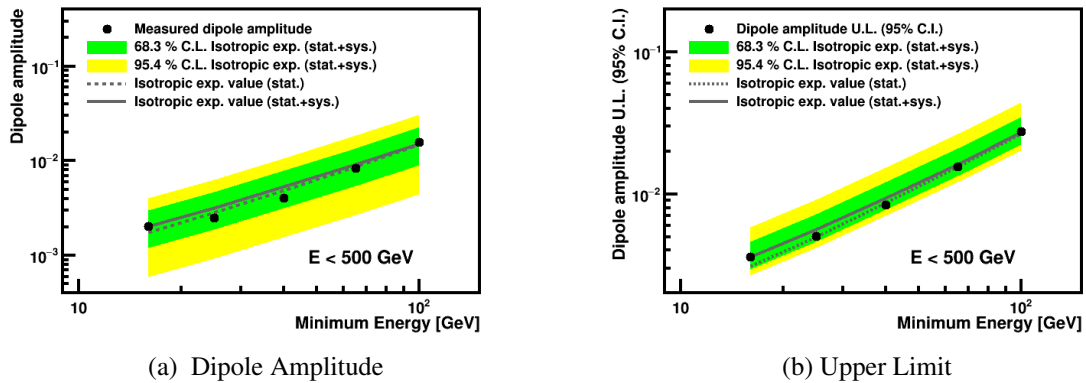 Dipole amplitude
10⁻¹
10⁻²
10⁻³
Measured dipole amplitude
68.3 % C.L. Isotropic exp. (stat.+sys.)
95.4 % C.L. Isotropic exp. (stat.+sys.)
Isotropic exp. value (stat.)
Isotropic exp. value (stat.+sys.)
E < 500 GeV
10
10²
Minimum Energy [GeV]
(a) Dipole Amplitude
Dipole amplitude U.L. (95% C.I.)
10⁻¹
10⁻²
Dipole amplitude U.L. (95% C.I.)
68.3 % C.L. Isotropic exp. (stat.+sys.)
95.4 % C.L. Isotropic exp. (stat.+sys.)
Isotropic exp. value (stat.)
Isotropic exp. value (stat.+sys.)
E < 500 GeV
10
10²
Minimum Energy [GeV]
(b) Upper Limit